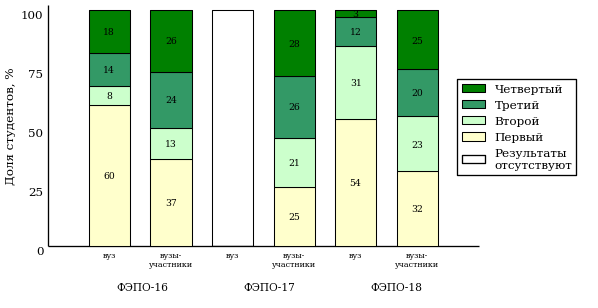 Доля студентов, %
100
75
50
25
0
18
14
8
60
26
24
13
37
28
26
21
25
3
12
31
54
25
20
23
32
вуз
вузы-
участники
вуз
вузы-
участники
вуз
вузы-
участники
ФЭПО-16
ФЭПО-17
ФЭПО-18
Четвертый
Третий
Второй
Первый
Результаты
отсутствуют